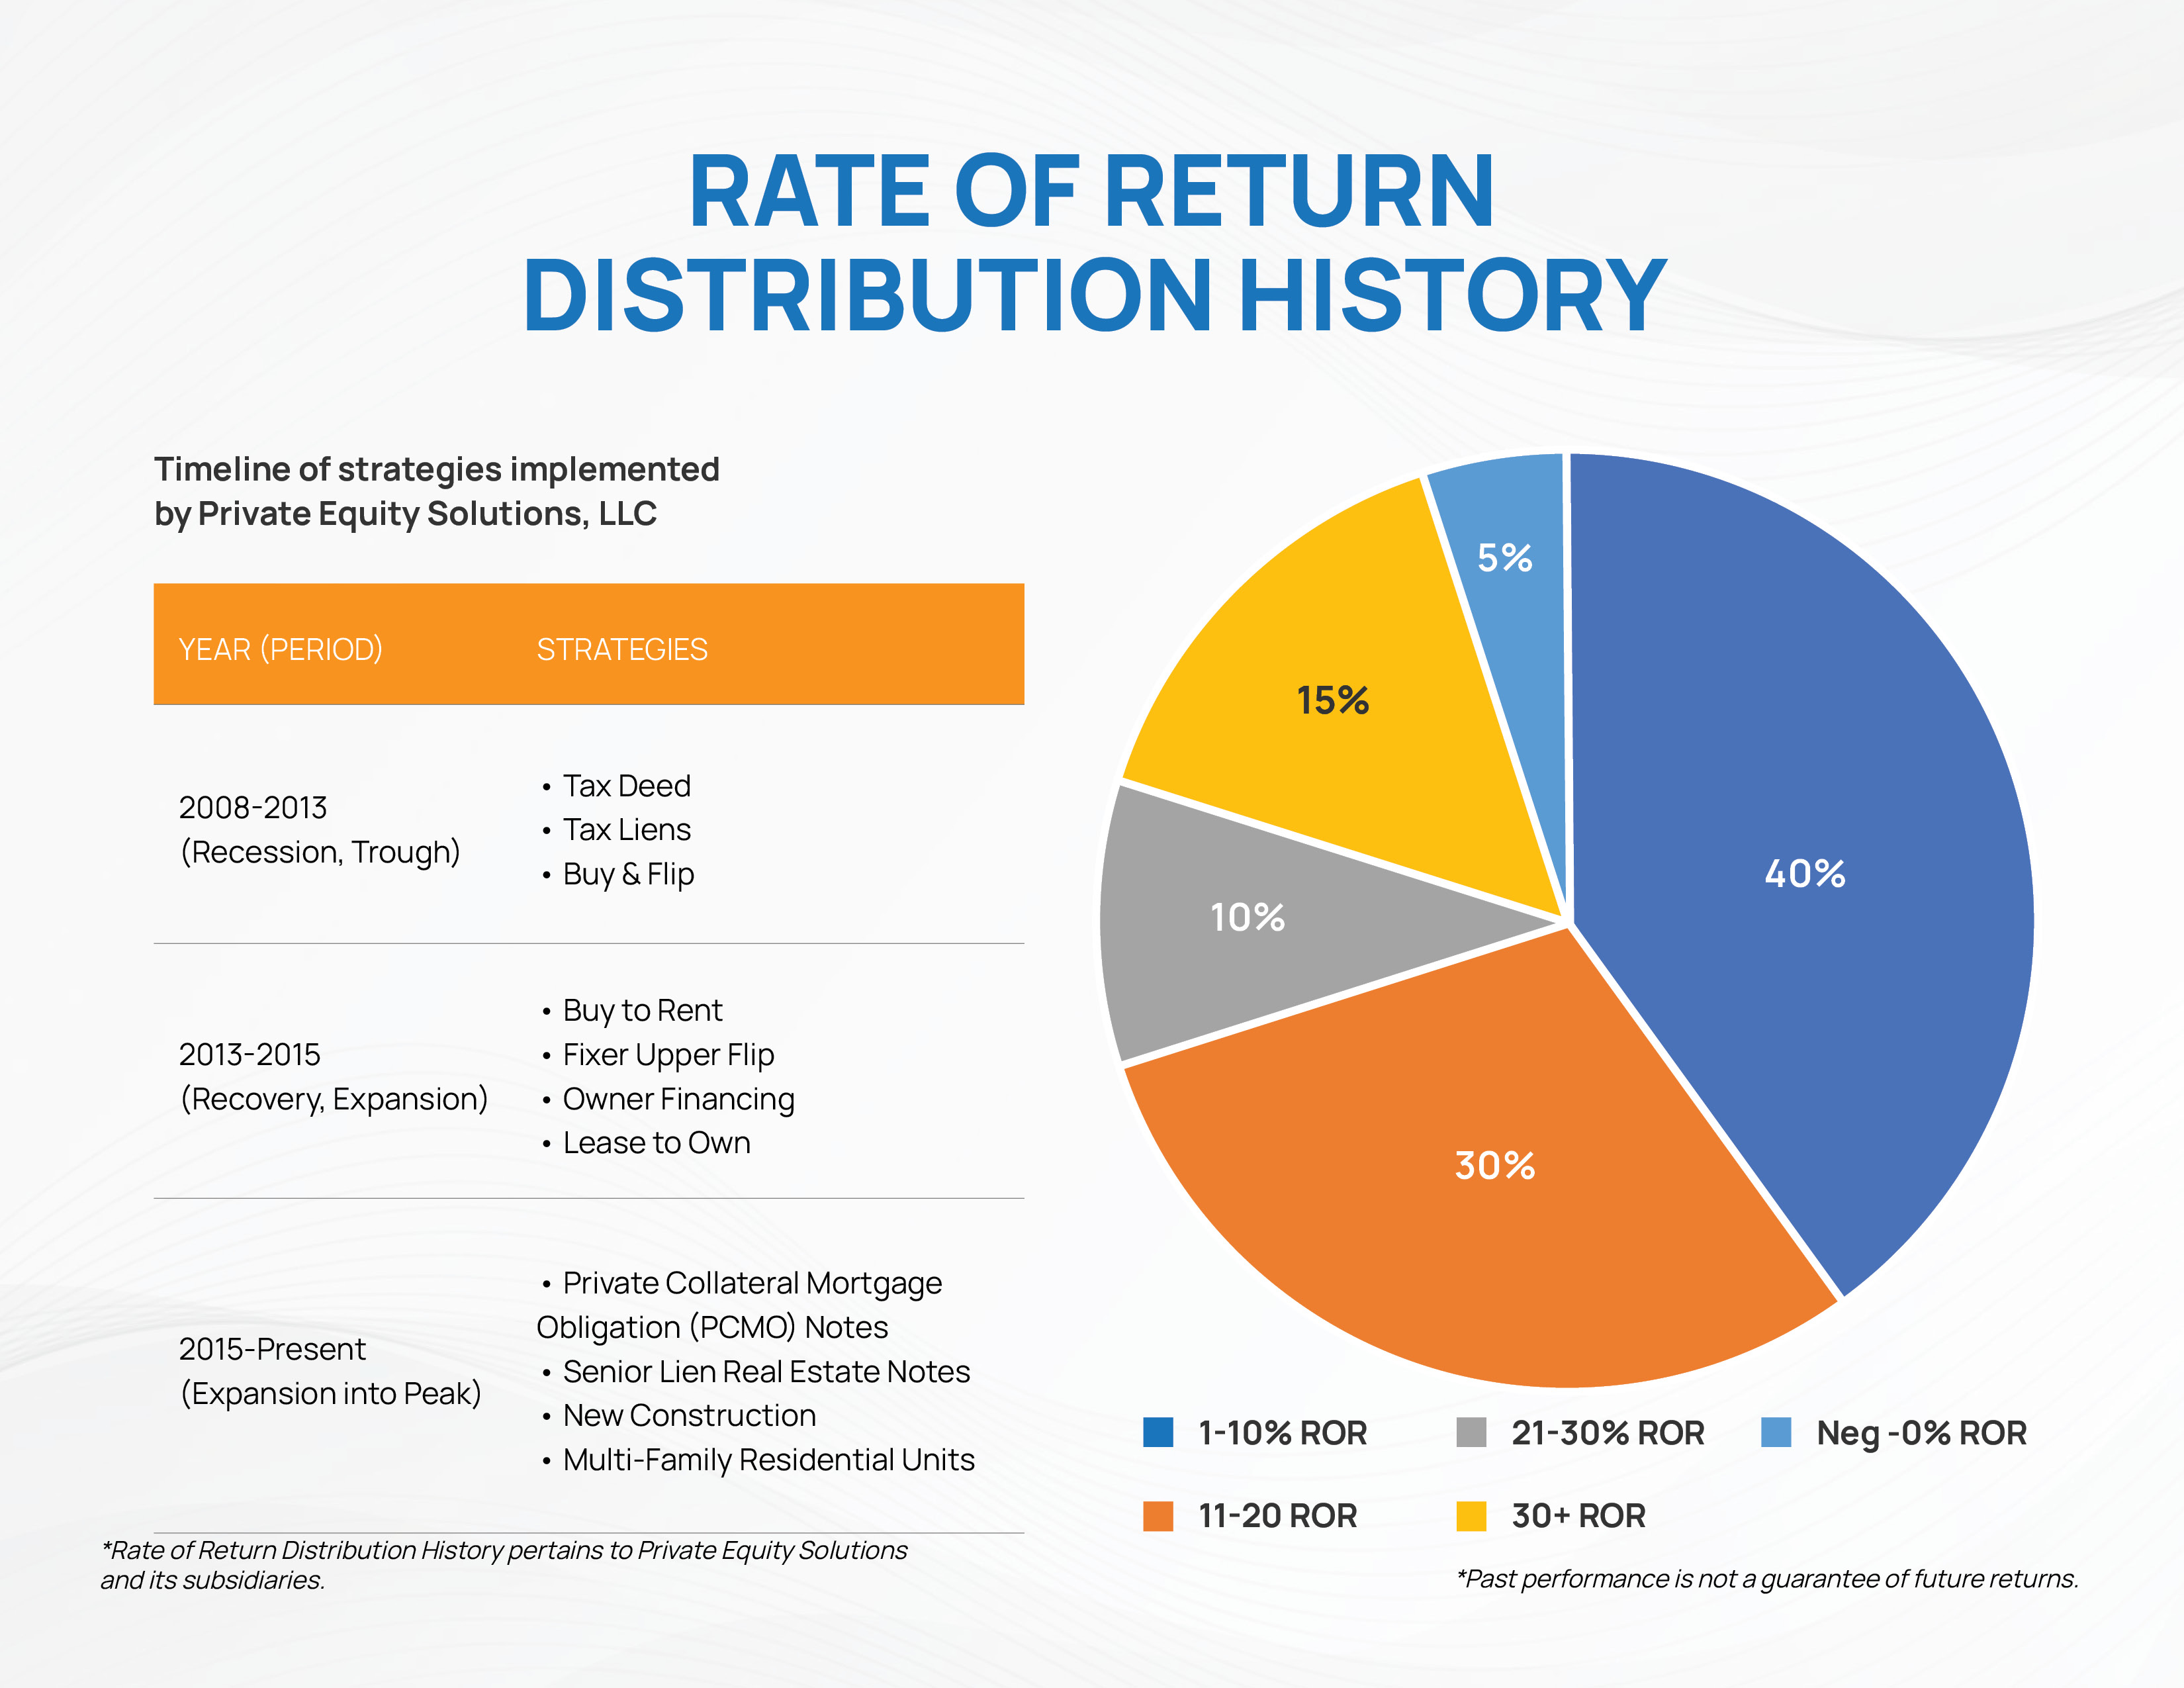 RATE OF RETURN
DISTRIBUTION HISTORY
Timeline of strategies implemented
by Private Equity Solutions, LLC
YEAR (PERIOD) STRATEGIES
2008-2013
(Recession, Trough)
• Tax Deed
• Tax Liens
• Buy & Flip
2013-2015
(Recovery, Expansion)
• Buy to Rent
• Fixer Upper Flip
• Owner Financing
• Lease to Own
2015-Present
(Expansion into Peak)
• Private Collateral Mortgage
Obligation (PCMO) Notes
• Senior Lien Real Estate Notes
• New Construction
• Multi-Family Residential Units
*Rate of Return Distribution History pertains to Private Equity Solutions
and its subsidiaries.
5%
15%
40%
10%
30%
1-10% ROR 21-30% ROR Neg -0% ROR
11-20 ROR 30+ ROR
*Past performance is not a guarantee of future returns.